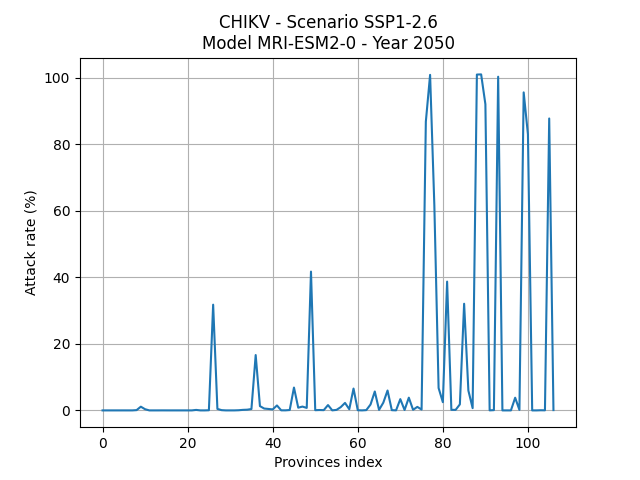 CHIKV - Scenario SSP1-2.6
Model MRI-ESM2-0 - Year 2050
100
80
60
40
20
0
Attack rate (%)
0 20 40 60 80 100
Provinces index